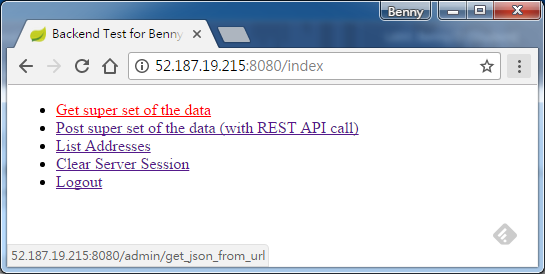 Benny
Backend Test for Benny
52.187.19.215:8080/index
Get super set of the data
Post super set of the data (with REST API call)
List Addresses
Clear Server Session
Logout
52.187.19.215:8080/admin/get_json_from_url